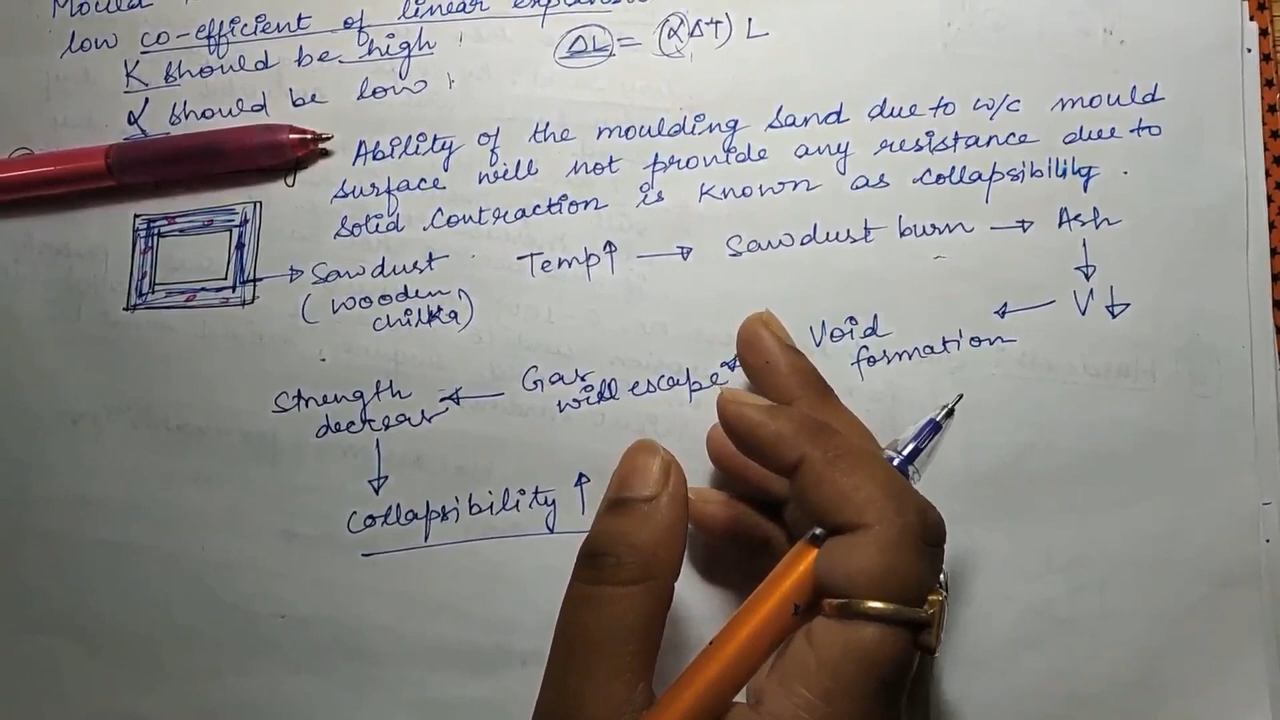 Mould
low co-efficient of linear
K should be high
ΔL = (αΔT) L
α should be low
Ability of the moulding sand due to w/c mould
surface will not provide any resistance due to
solid contraction is known as collapsibility.
Sawdust
(wooden
chilka)
Temp↑ → Sawdust burn → Ash
↓
V↓
←
Void
formation
Gas
will escape
←
Strength
decreas
↓
collapsibility ↑